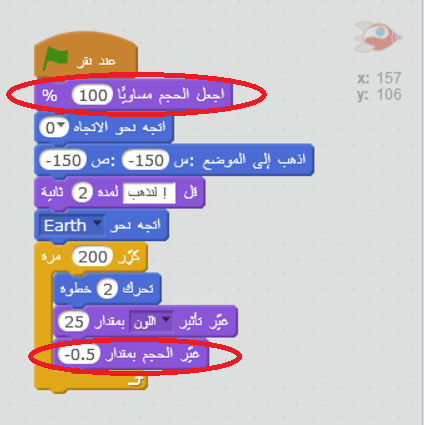 عند نقر
x: 157
y: 106
اجعل الحجم مساويًا 100 %
اتجه نحو الاتجاه 0
اذهب إلى الموضع :س -150 :ص -150
قل ! لنذهب لمدة 2 ثانية
اتجه نحو Earth
كرّر 200 مرة
تحرك 2 خطوة
غيّر تأثير اللون بمقدار 25
غيّر الحجم بمقدار -0.5